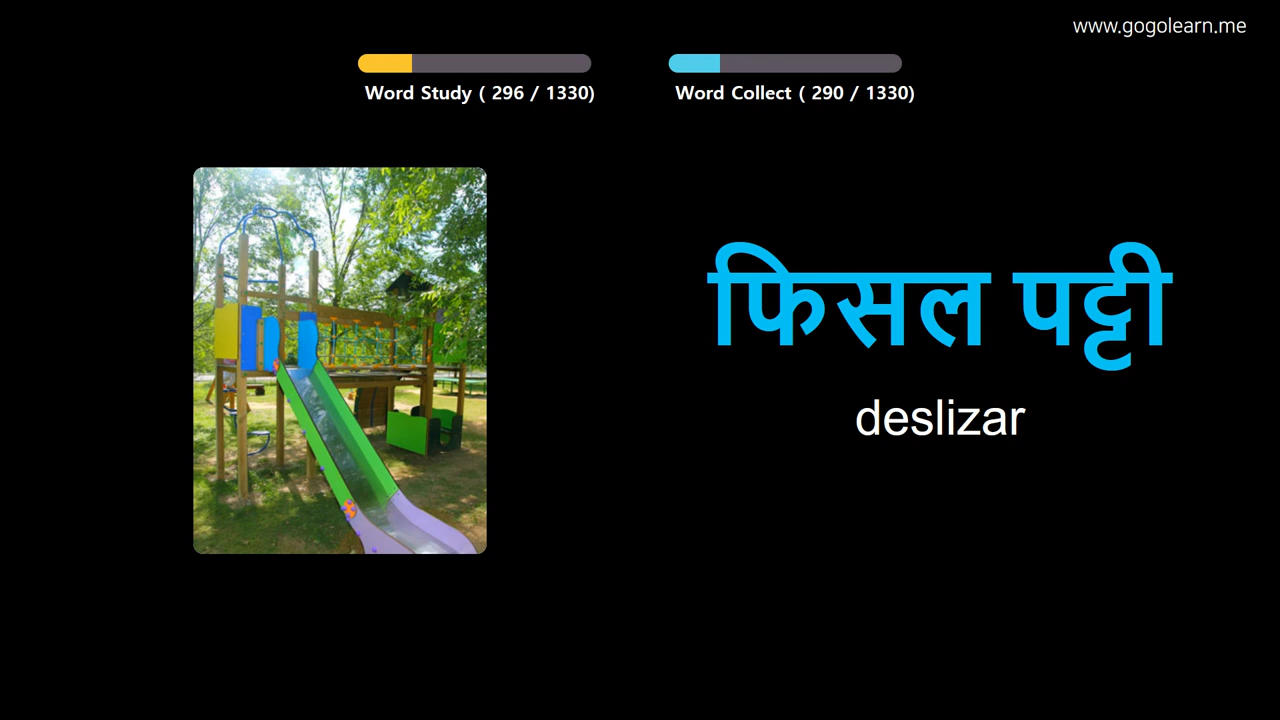 www.gogolearn.me
Word Study ( 296 / 1330)
Word Collect ( 290 / 1330)
फिसल पट्टी
deslizar